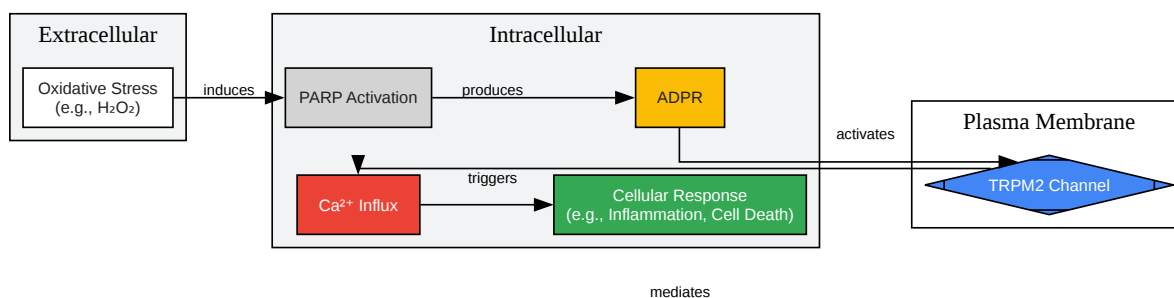 Extracellular
Oxidative Stress
(e.g., H₂O₂)
induces
Intracellular
PARP Activation
produces
ADPR
activates
Plasma Membrane
TRPM2 Channel
Ca²⁺ Influx
triggers
Cellular Response
(e.g., Inflammation, Cell Death)
mediates